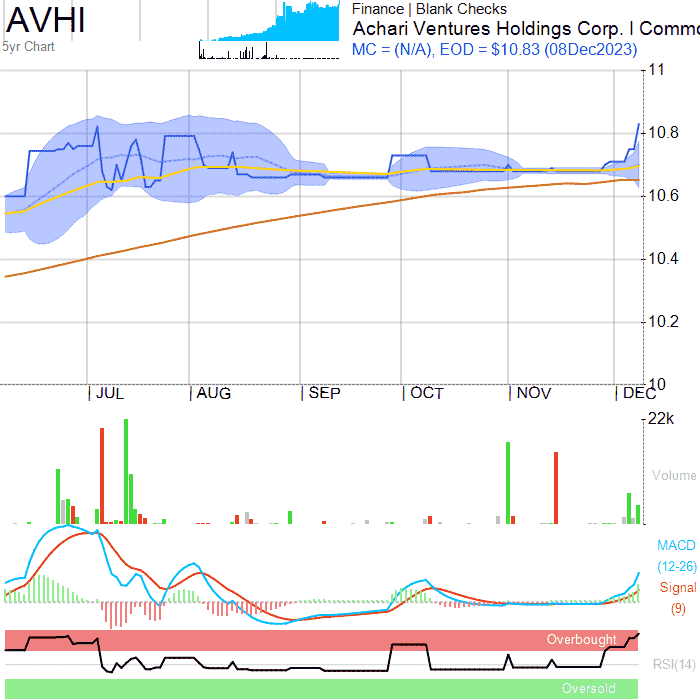 AVHI
5yr Chart
Finance | Blank Checks
Achari Ventures Holdings Corp. I Commo
MC = (N/A), EOD = $10.83 (08Dec2023)
11
10.8
10.6
10.4
10.2
10
JUL AUG SEP OCT NOV DEC
22k
Volume
MACD
(12-26)
Signal
(9)
Overbought
RSI(14)
Oversold